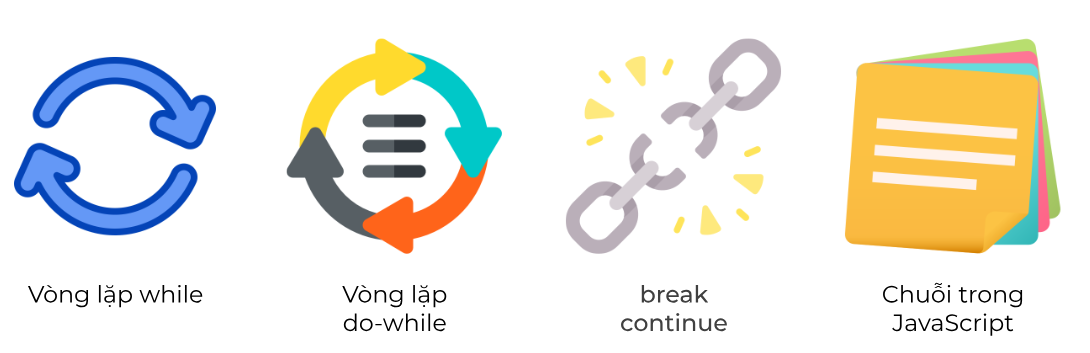 Vòng lặp while
Vòng lặp
do-while
break
continue
Chuỗi trong
JavaScript